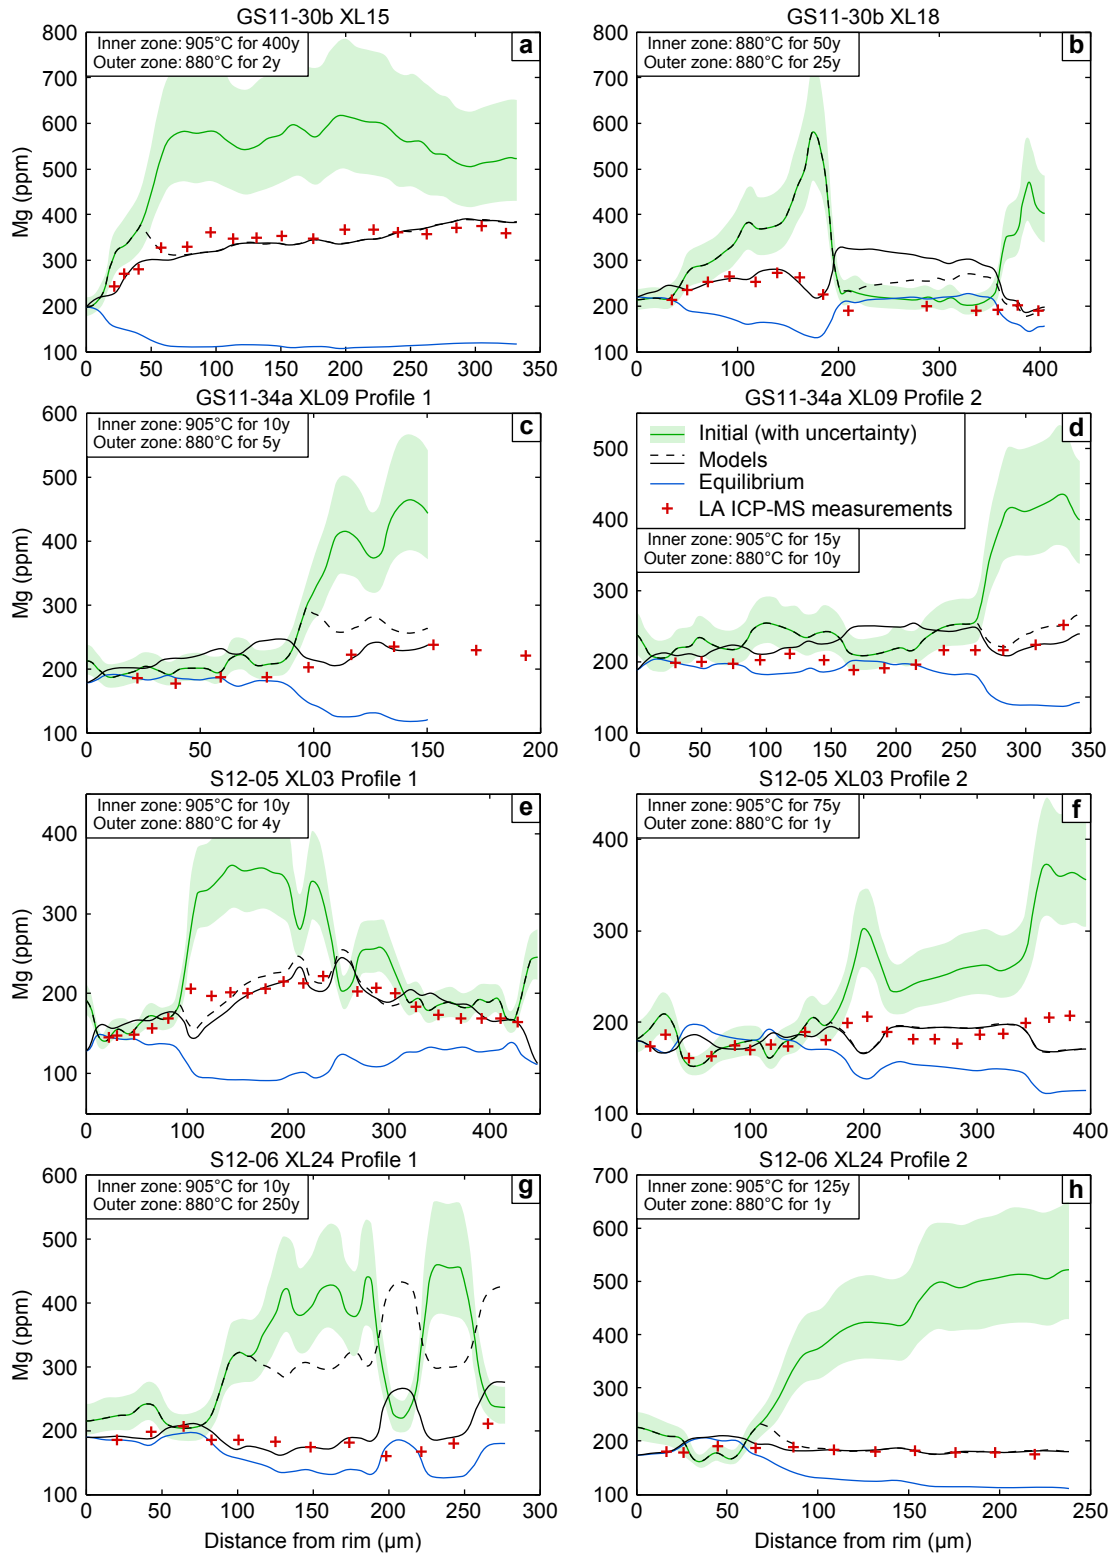 GS11-30b XL15
Inner zone: 905°C for 400y
Outer zone: 880°C for 2y
a
Mg (ppm)
800
700
600
500
400
300
200
100
0 50 100 150 200 250 300 350
GS11-30b XL18
Inner zone: 880°C for 50y
Outer zone: 880°C for 25y
b
800
700
600
500
400
300
200
100
0 100 200 300 400
GS11-34a XL09 Profile 1
Inner zone: 905°C for 10y
Outer zone: 880°C for 5y
c
Mg (ppm)
600
500
400
300
200
100
0 50 100 150 200
GS11-34a XL09 Profile 2
Initial (with uncertainty)
Models
Equilibrium
LA ICP-MS measurements
Inner zone: 905°C for 15y
Outer zone: 880°C for 10y
d
500
400
300
200
100
0 50 100 150 200 250 300 350
S12-05 XL03 Profile 1
Inner zone: 905°C for 10y
Outer zone: 880°C for 4y
e
Mg (ppm)
400
300
200
100
0 100 200 300 400
S12-05 XL03 Profile 2
Inner zone: 905°C for 75y
Outer zone: 880°C for 1y
f
400
300
200
100
0 100 200 300 400
S12-06 XL24 Profile 1
Inner zone: 905°C for 10y
Outer zone: 880°C for 250y
g
Mg (ppm)
600
500
400
300
200
100
0 50 100 150 200 250 300
Distance from rim (µm)
S12-06 XL24 Profile 2
Inner zone: 905°C for 125y
Outer zone: 880°C for 1y
h
700
600
500
400
300
200
100
0 50 100 150 200 250
Distance from rim (µm)